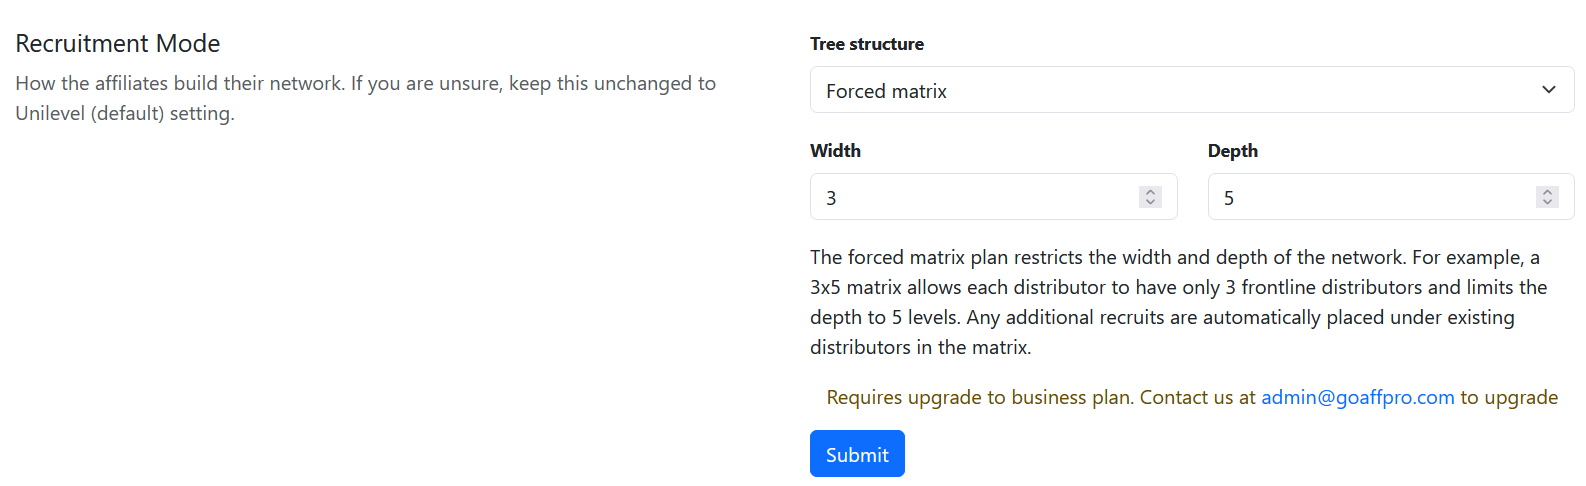 Recruitment Mode
How the affiliates build their network. If you are unsure, keep this unchanged to
Unilevel (default) setting.
Tree structure
Forced matrix
Width
Depth
3
5
The forced matrix plan restricts the width and depth of the network. For example, a
3x5 matrix allows each distributor to have only 3 frontline distributors and limits the
depth to 5 levels. Any additional recruits are automatically placed under existing
distributors in the matrix.
Requires upgrade to business plan. Contact us at admin@goaffpro.com to upgrade
Submit